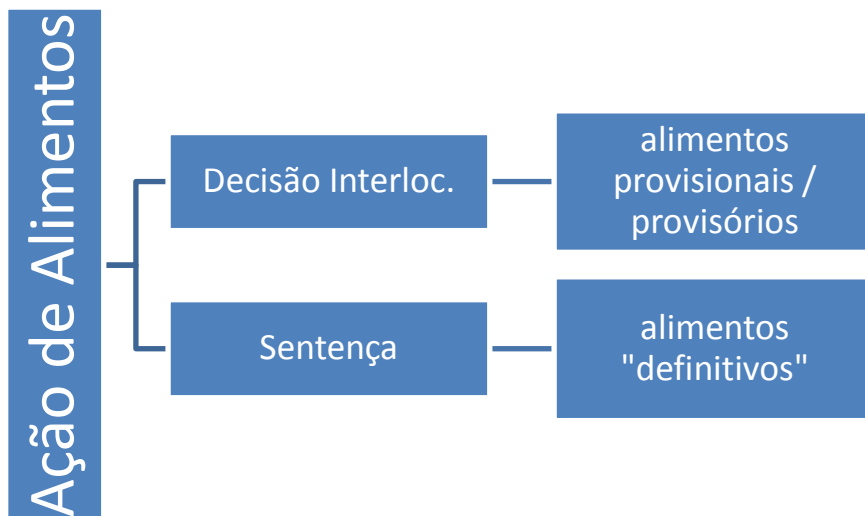 Ação de Alimentos
Decisão Interloc.
alimentos
provisionais /
provisórios
Sentença
alimentos
"definitivos"